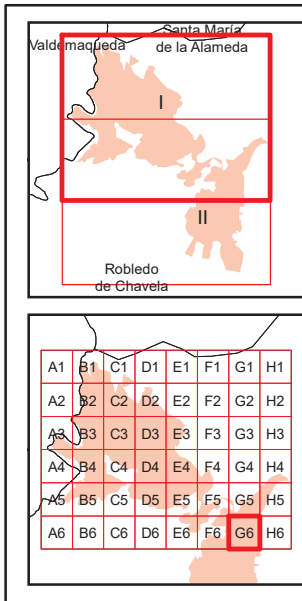 Santa María
Valdemaqueda de la Alameda
I
II
Robledo
de Chavela
A1 B1 C1 D1 E1 F1 G1 H1
A2 B2 C2 D2 E2 F2 G2 H2
A3 B3 C3 D3 E3 F3 G3 H3
A4 B4 C4 D4 E4 F4 G4 H4
A5 B5 C5 D5 E5 F5 G5 H5
A6 B6 C6 D6 E6 F6 G6 H6